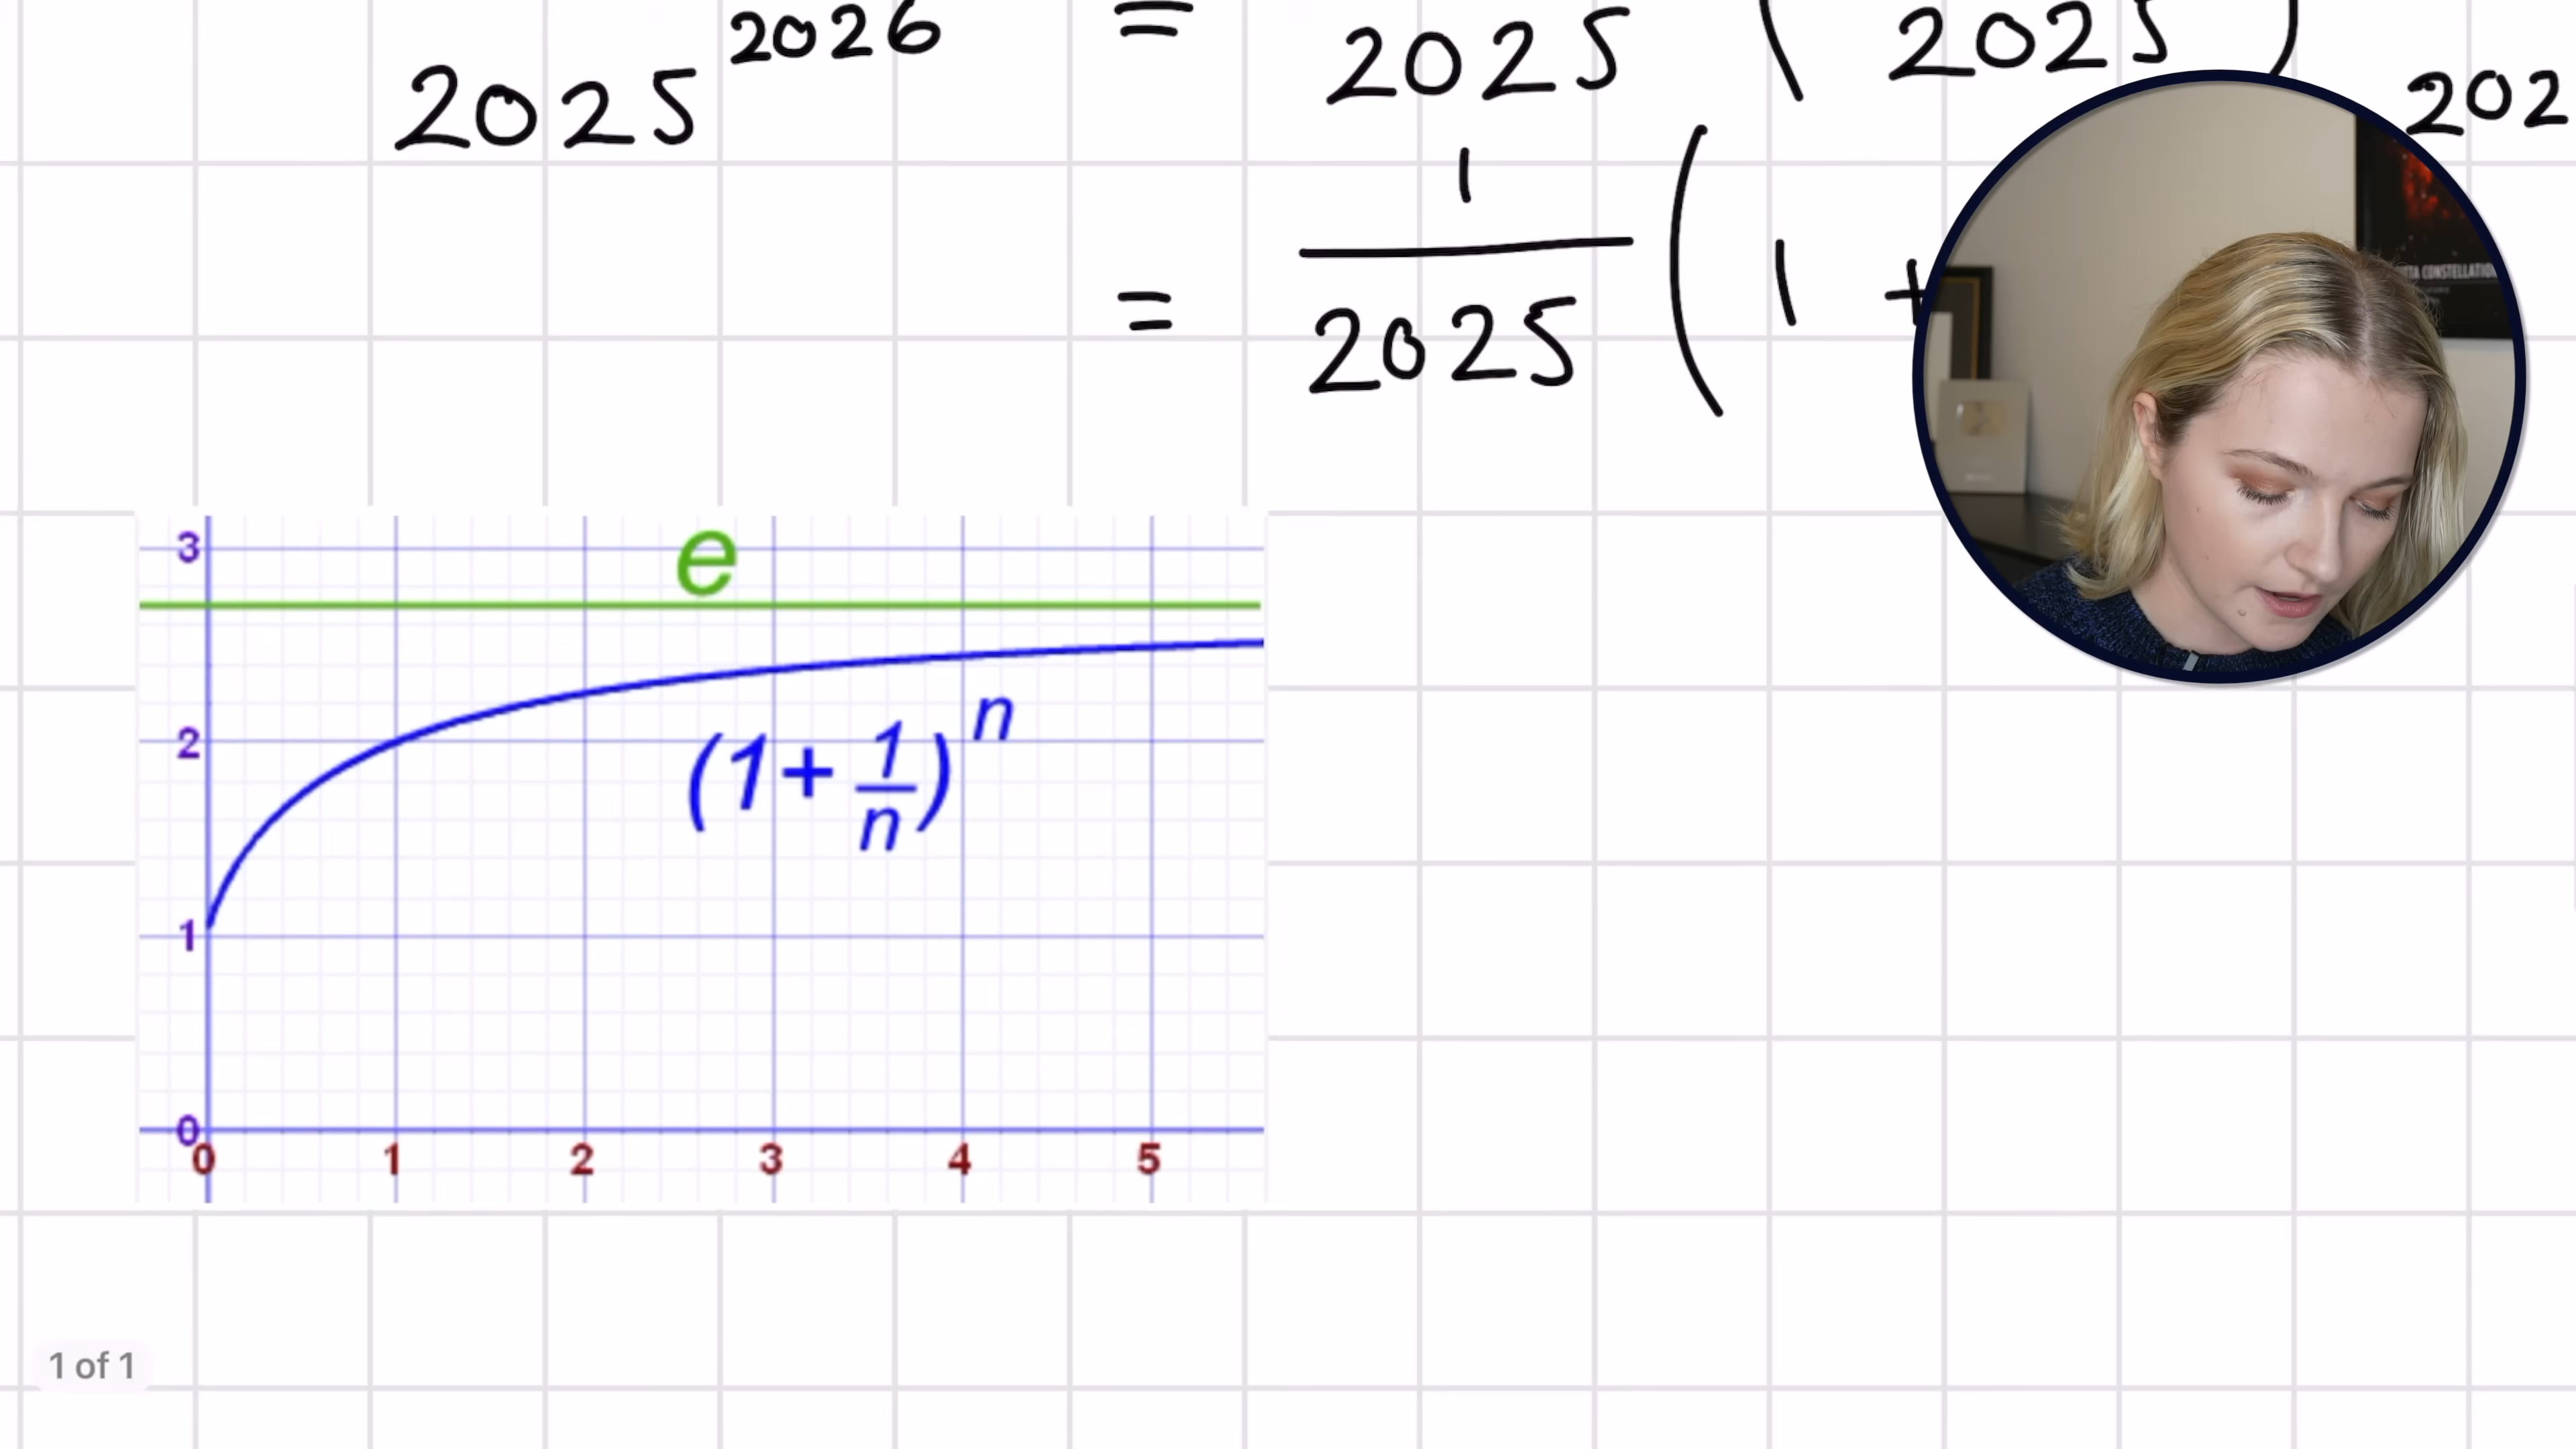 2025^2026 = 2025 ( 2025 )
202
= 1/2025 ( 1 +
3
e
2
(1 + 1/n)^n
1
0
0 1 2 3 4 5
CONSTELLATIO
1 of 1